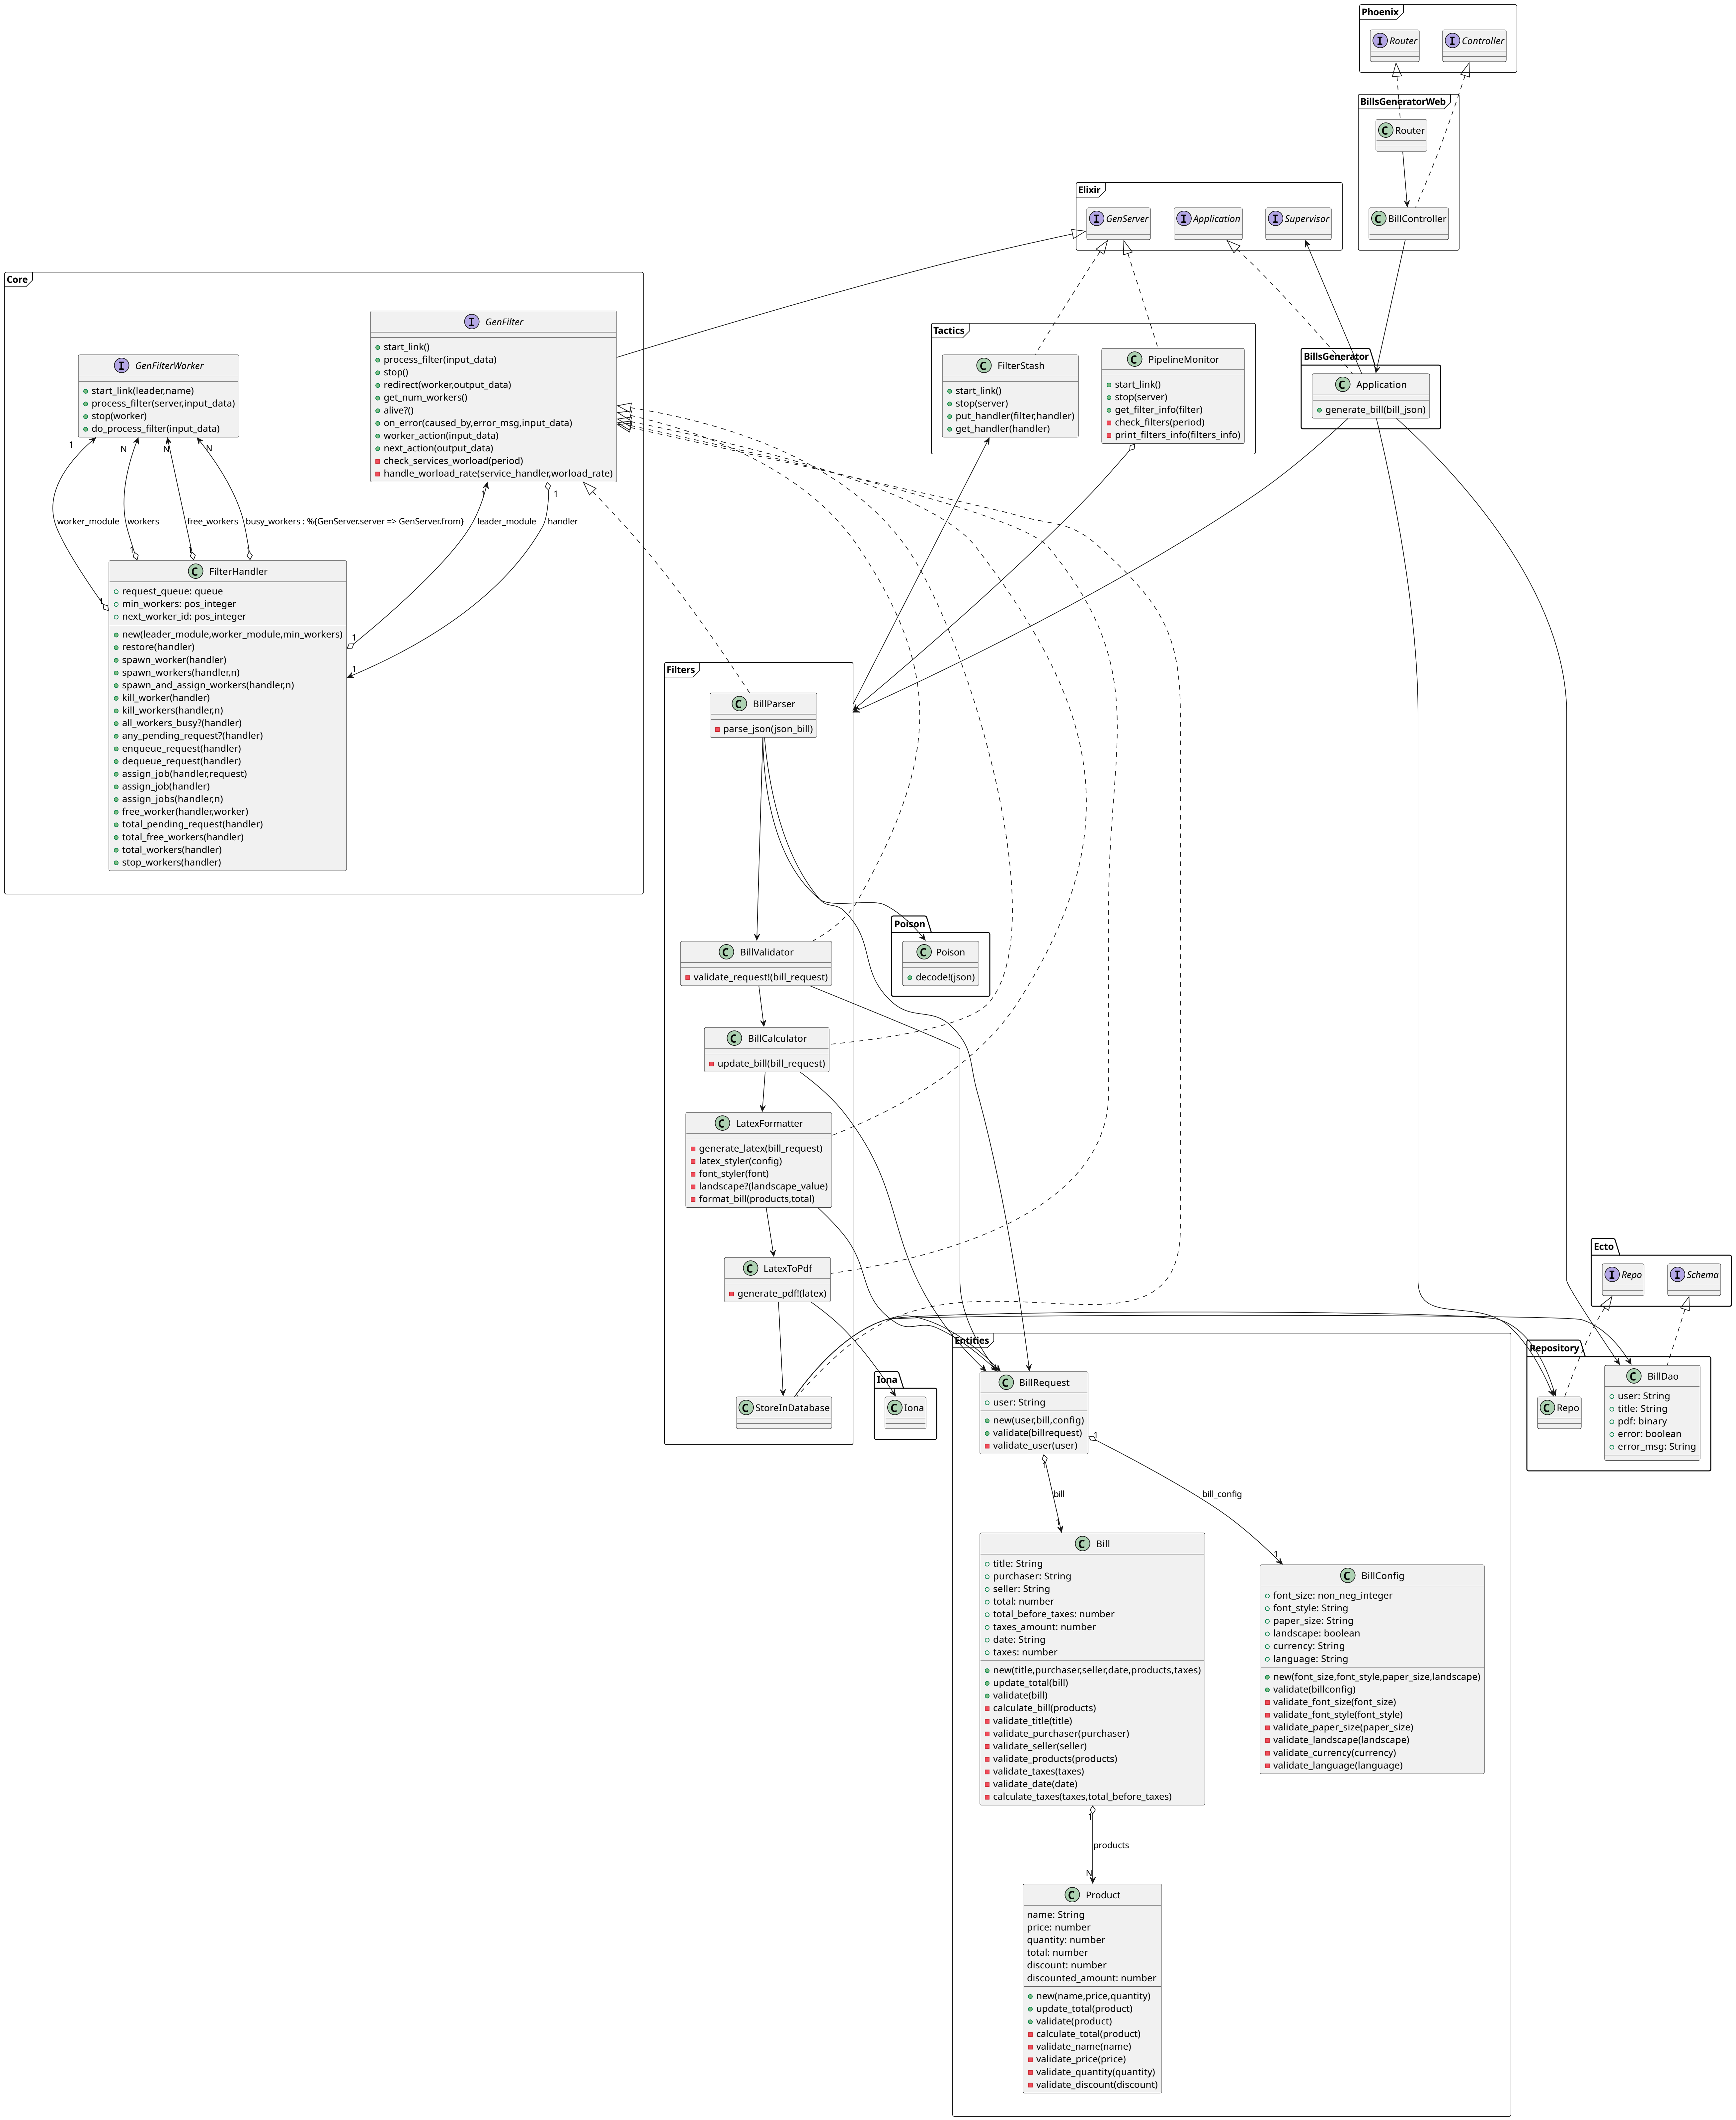 Phoenix
I Router
I Controller
BillsGeneratorWeb
C Router
C BillController
Elixir
I GenServer
I Application
I Supervisor
Core
I GenFilter
start_link()
process_filter(input_data)
stop()
redirect(worker,output_data)
get_num_workers()
alive?()
on_error(caused_by,error_msg,input_data)
worker_action(input_data)
next_action(output_data)
check_services_worload(period)
handle_worload_rate(service_handler,worload_rate)
I GenFilterWorker
start_link(leader,name)
process_filter(server,input_data)
stop(worker)
do_process_filter(input_data)
Tactics
C FilterStash
start_link()
stop(server)
put_handler(filter,handler)
get_handler(handler)
C PipelineMonitor
start_link()
stop(server)
get_filter_info(filter)
check_filters(period)
print_filters_info(filters_info)
BillsGenerator
C Application
generate_bill(bill_json)
1
N
N
N
1
1
worker_module
workers
free_workers
busy_workers : %{GenServer.server => GenServer.from}
leader_module
handler
1
1
1
1
1
1
C FilterHandler
request_queue: queue
min_workers: pos_integer
next_worker_id: pos_integer
new(leader_module,worker_module,min_workers)
restore(handler)
spawn_worker(handler)
spawn_workers(handler,n)
spawn_and_assign_workers(handler,n)
kill_worker(handler)
kill_workers(handler,n)
all_workers_busy?(handler)
any_pending_request?(handler)
enqueue_request(handler)
dequeue_request(handler)
assign_job(handler,request)
assign_job(handler)
assign_jobs(handler,n)
free_worker(handler,worker)
total_pending_request(handler)
total_free_workers(handler)
total_workers(handler)
stop_workers(handler)
Filters
C BillParser
parse_json(json_bill)
Poison
C Poison
decode!(json)
C BillValidator
validate_request!(bill_request)
C BillCalculator
update_bill(bill_request)
C LatexFormatter
generate_latex(bill_request)
latex_styler(config)
font_styler(font)
landscape?(landscape_value)
format_bill(products,total)
C LatexToPdf
generate_pdf!(latex)
C StoreInDatabase
Iona
C Iona
Ecto
I Repo
I Schema
Repository
C Repo
C BillDao
user: String
title: String
pdf: binary
error: boolean
error_msg: String
Entities
C BillRequest
user: String
new(user,bill,config)
validate(billrequest)
validate_user(user)
1
1
bill
bill_config
1
1
C Bill
title: String
purchaser: String
seller: String
total: number
total_before_taxes: number
taxes_amount: number
date: String
taxes: number
new(title,purchaser,seller,date,products,taxes)
update_total(bill)
validate(bill)
calculate_bill(products)
validate_title(title)
validate_purchaser(purchaser)
validate_seller(seller)
validate_products(products)
validate_taxes(taxes)
validate_date(date)
calculate_taxes(taxes,total_before_taxes)
C BillConfig
font_size: non_neg_integer
font_style: String
paper_size: String
landscape: boolean
currency: String
language: String
new(font_size,font_style,paper_size,landscape)
validate(billconfig)
validate_font_size(font_size)
validate_font_style(font_style)
validate_paper_size(paper_size)
validate_landscape(landscape)
validate_currency(currency)
validate_language(language)
1
products
N
C Product
name: String
price: number
quantity: number
total: number
discount: number
discounted_amount: number
new(name,price,quantity)
update_total(product)
validate(product)
calculate_total(product)
validate_name(name)
validate_price(price)
validate_quantity(quantity)
validate_discount(discount)